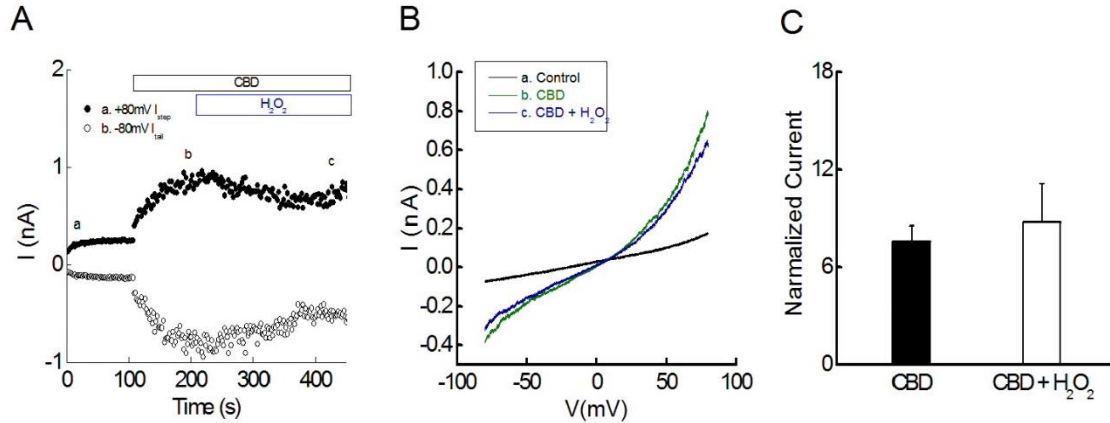 A
2
1
0
-1
I (nA)
CBD
H₂O₂
a. +80mV I_step
b. -80mV I_tail
a
b
c
0 100 200 300 400
Time (s)
B
1.0
0.8
0.6
0.4
0.2
0.0
-0.2
-0.4
I (nA)
a. Control
b. CBD
c. CBD + H₂O₂
-100 -50 0 50 100
V(mV)
C
18
12
6
0
Narmalized Current
CBD CBD + H₂O₂